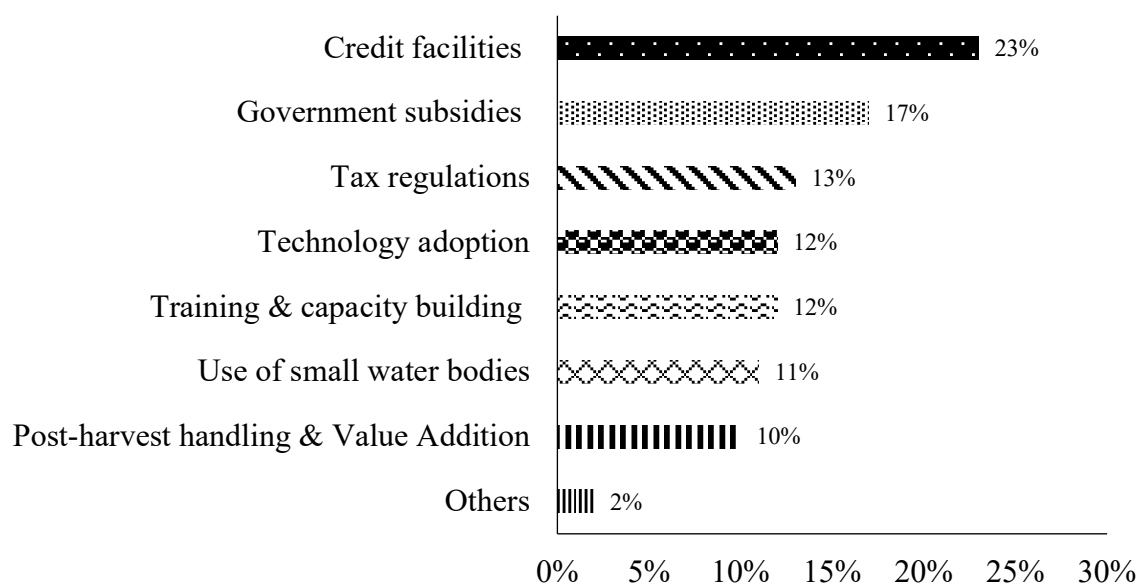 Credit facilities 23%
Government subsidies 17%
Tax regulations 13%
Technology adoption 12%
Training & capacity building 12%
Use of small water bodies 11%
Post-harvest handling & Value Addition 10%
Others 2%
0% 5% 10% 15% 20% 25% 30%